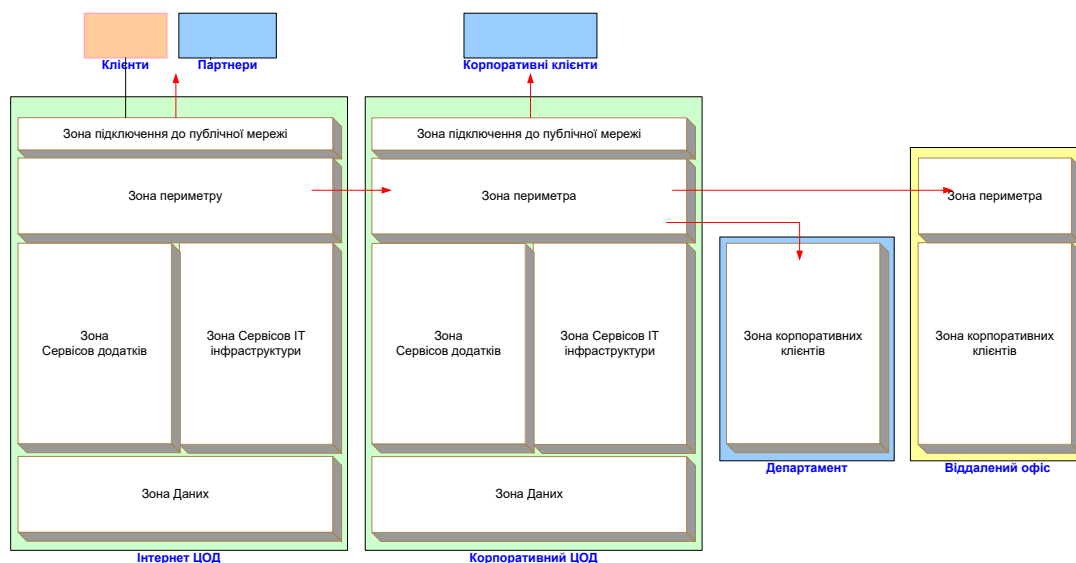 Клієнти
Партнери
Корпоративні клієнти
Зона підключення до публічної мережі
Зона підключення до публічної мережі
Зона периметру
Зона периметра
Зона периметра
Зона
Сервісов додатків
Зона Сервісов ІТ
інфраструктури
Зона
Сервісов додатків
Зона Сервісов ІТ
інфраструктури
Зона корпоративних
клієнтів
Зона корпоративних
клієнтів
Департамент
Віддалений офіс
Зона Даних
Зона Даних
Інтернет ЦОД
Корпоративний ЦОД